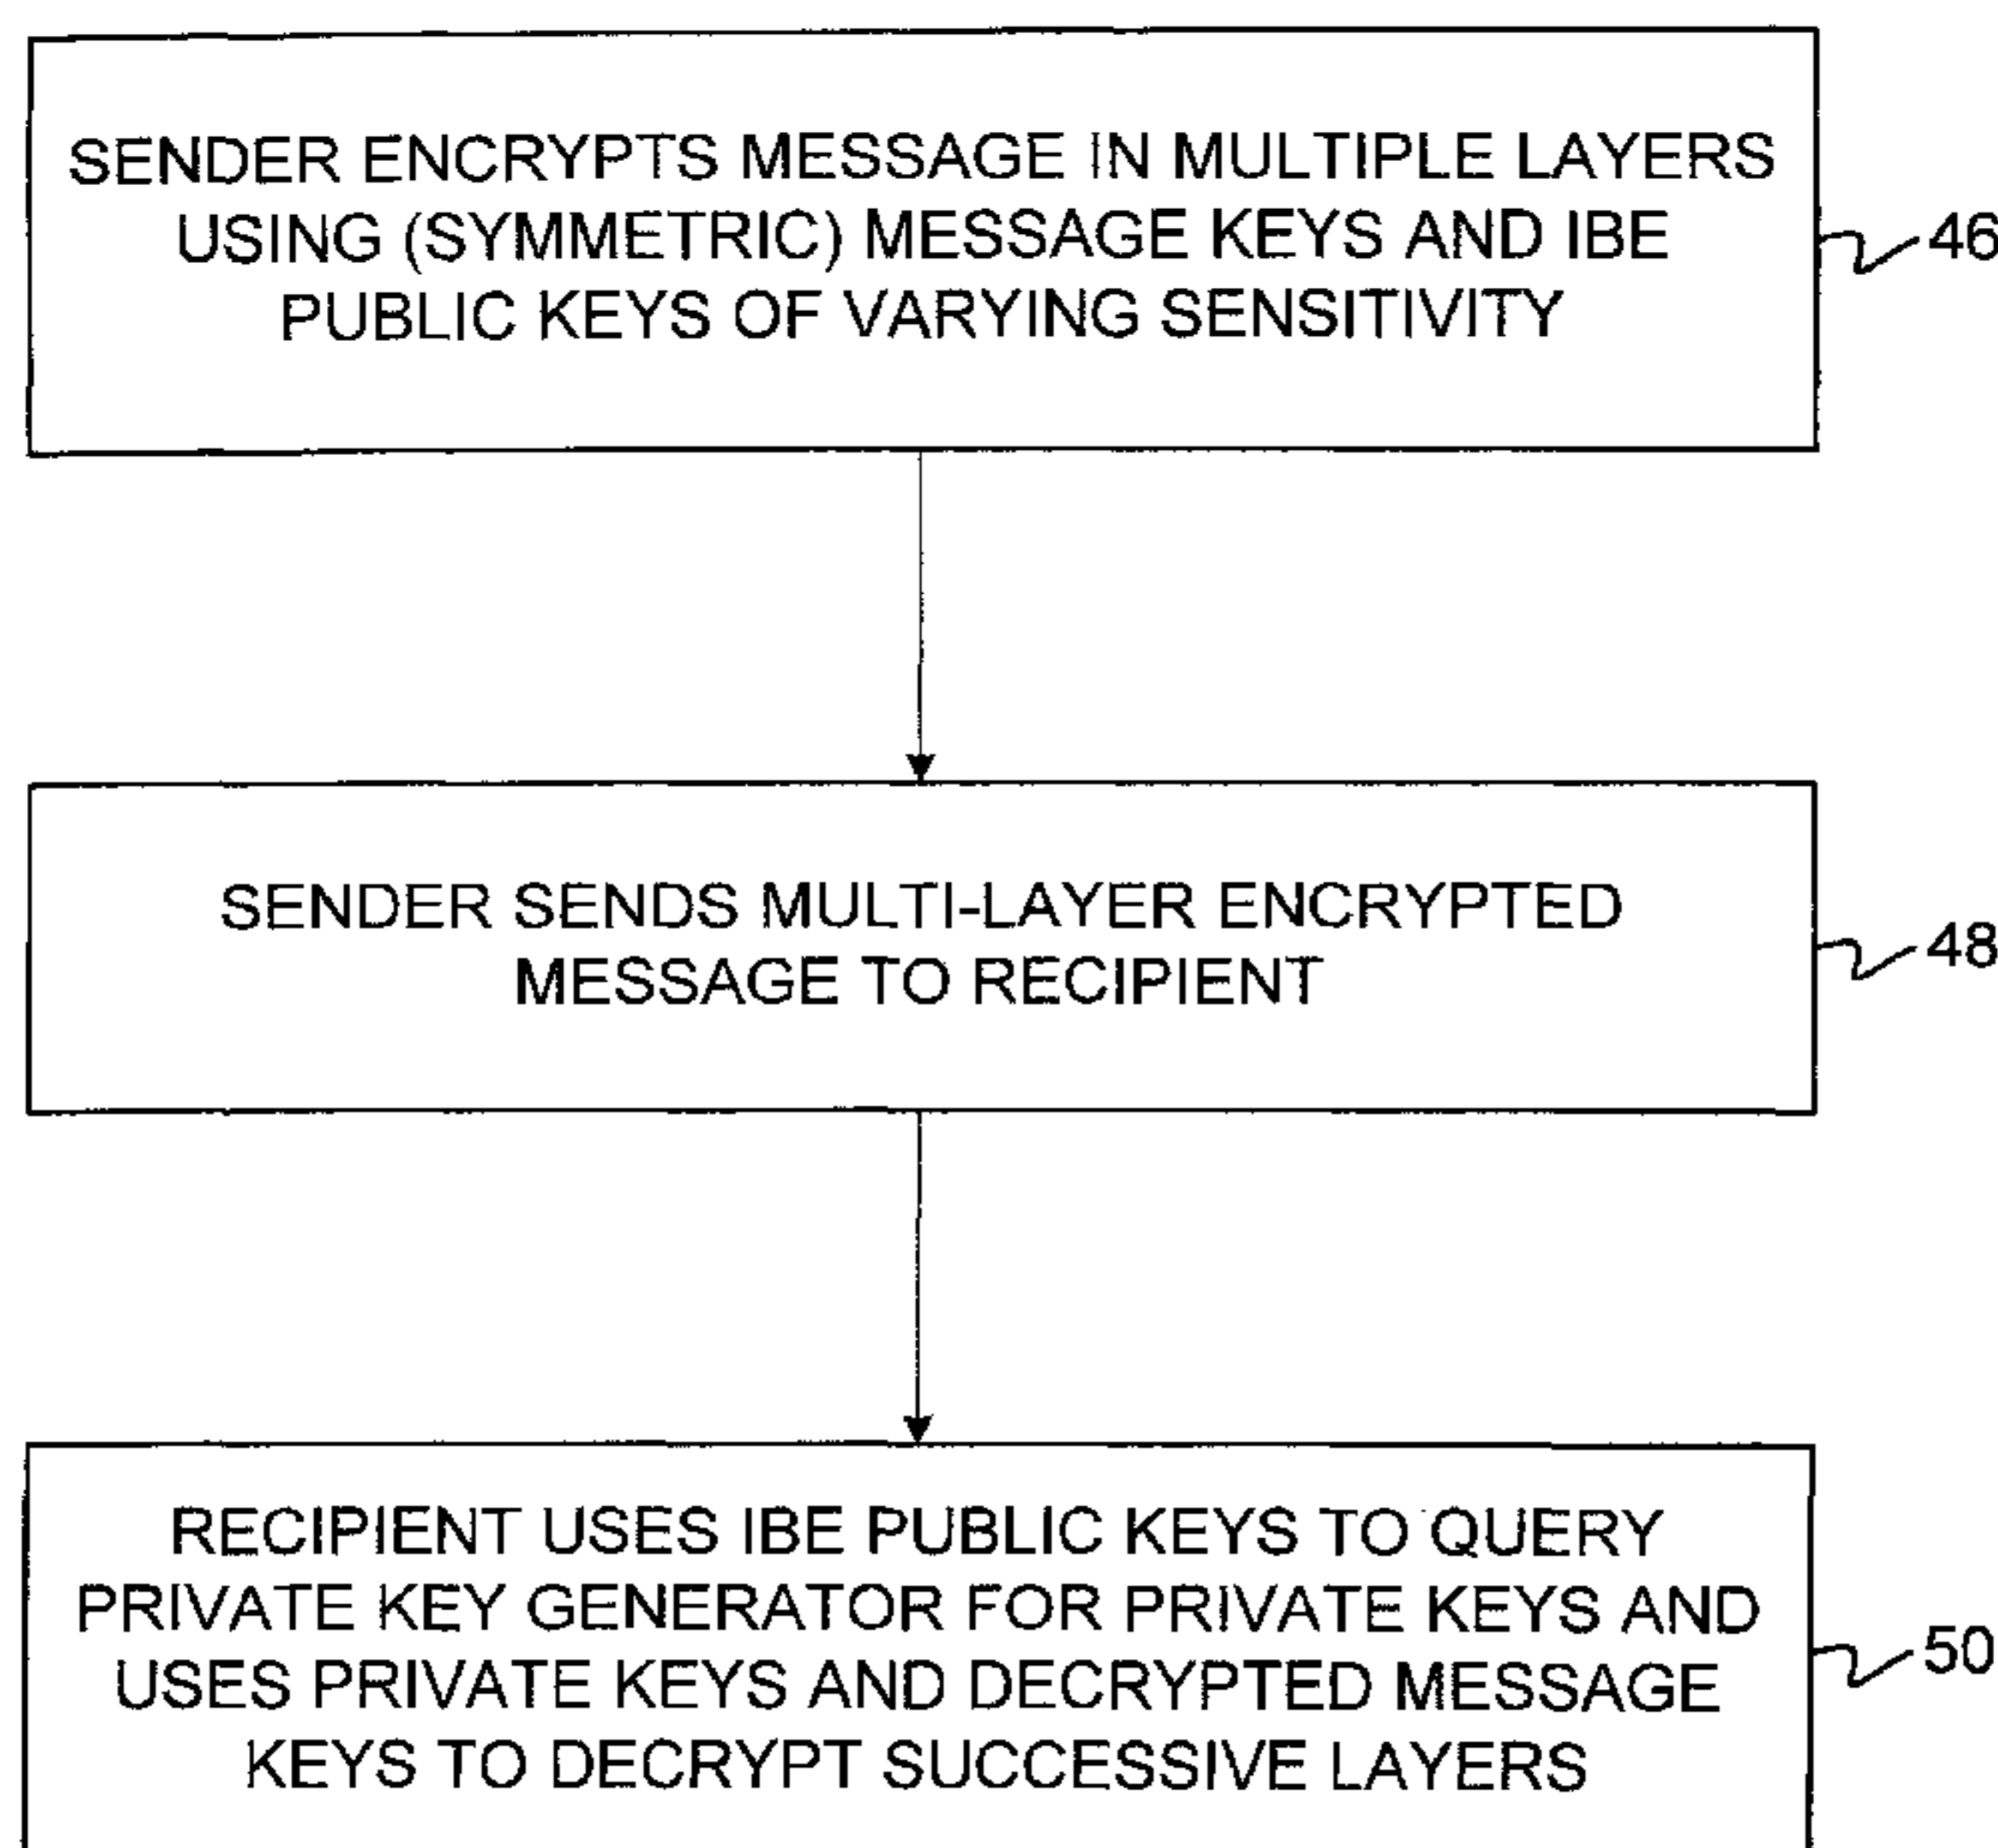 SENDER ENCRYPTS MESSAGE IN MULTIPLE LAYERS
USING (SYMMETRIC) MESSAGE KEYS AND IBE
PUBLIC KEYS OF VARYING SENSITIVITY
46
SENDER SENDS MULTI-LAYER ENCRYPTED
MESSAGE TO RECIPIENT
48
RECIPIENT USES IBE PUBLIC KEYS TO QUERY
PRIVATE KEY GENERATOR FOR PRIVATE KEYS AND
USES PRIVATE KEYS AND DECRYPTED MESSAGE
KEYS TO DECRYPT SUCCESSIVE LAYERS
50